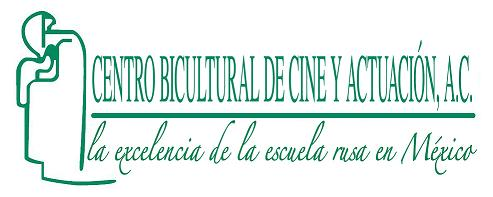 CENTRO BICULTURAL DE CINE Y ACTUACIÓN, A.C.
la excelencia de la escuela rusa en México